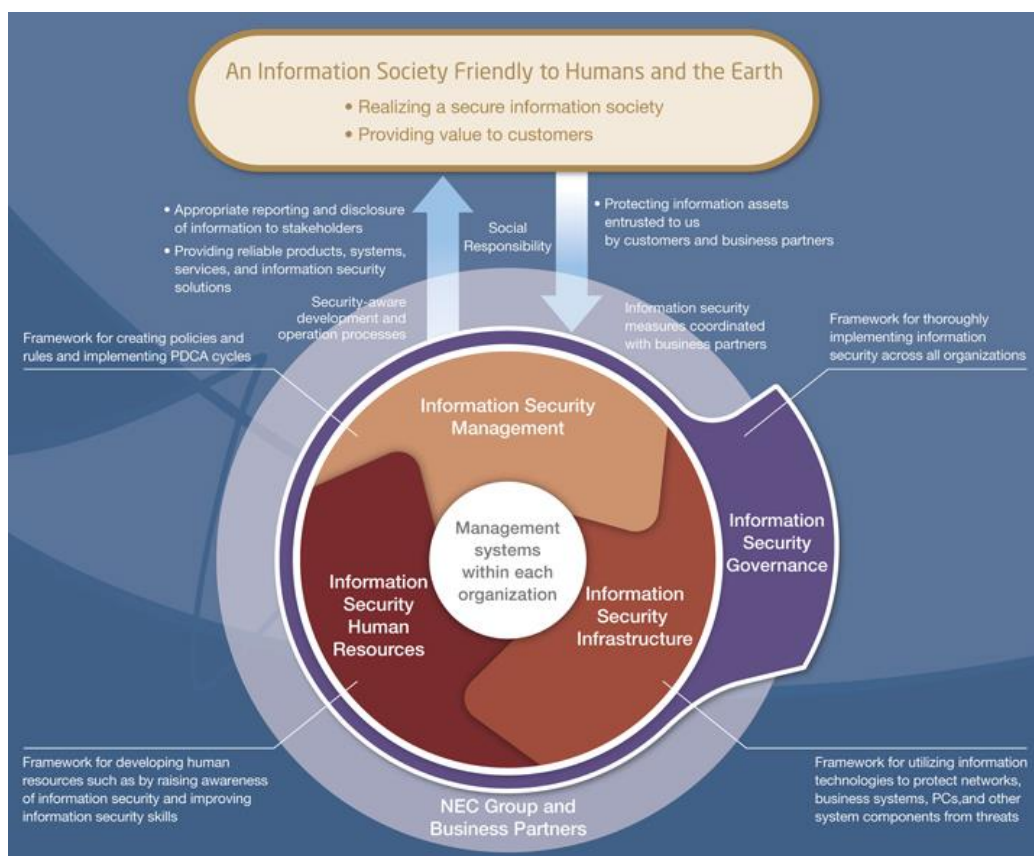 An Information Society Friendly to Humans and the Earth
• Realizing a secure information society
• Providing value to customers
• Appropriate reporting and disclosure
of information to stakeholders
• Providing reliable products, systems,
services, and information security
solutions
Social
Responsibility
• Protecting information assets
entrusted to us
by customers and business partners
Security-aware
development and
operation processes
Information security
measures coordinated
with business partners
Framework for creating policies and
rules and implementing PDCA cycles
Framework for thoroughly
implementing information
security across all organizations
Information Security
Management
Management
systems
within each
organization
Information
Security
Governance
Information
Security
Human
Resources
Information
Security
Infrastructure
Framework for developing human
resources such as by raising awareness
of information security and improving
information security skills
NEC Group and
Business Partners
Framework for utilizing information
technologies to protect networks,
business systems, PCs,and other
system components from threats